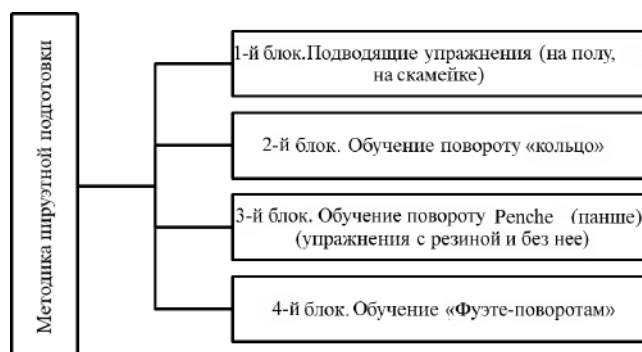 Методика пируэтной подготовки
1-й блок.Подводящие упражнения (на полу,
на скамейке)
2-й блок. Обучение повороту «кольцо»
3-й блок. Обучение повороту Penche (панше)
(упражнения с резиной и без нее)
4-й блок. Обучение «Фуэте-поворотам»